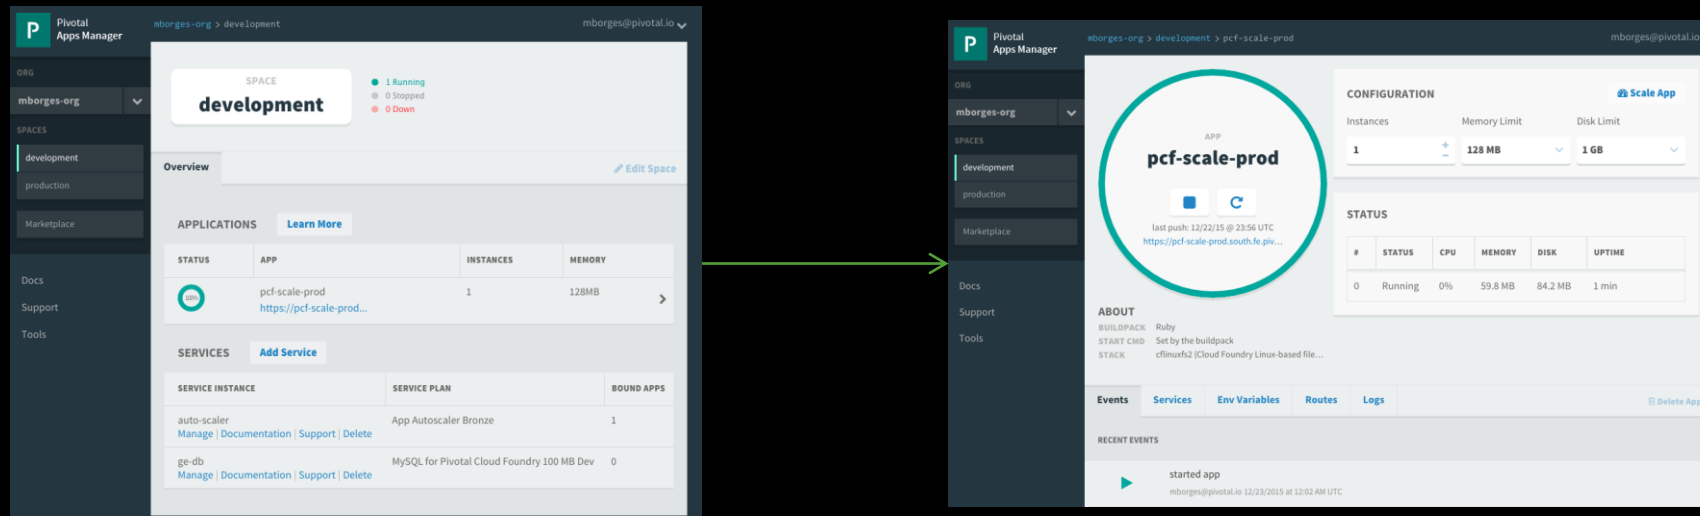 Pivotal
Apps Manager
mborges-org > development
mborges@pivotal.io
ORG
mborges-org
SPACES
development
production
Marketplace
Docs
Support
Tools
SPACE
development
1 Running
0 Stopped
0 Down
Overview
Edit Space
APPLICATIONS Learn More
STATUS APP INSTANCES MEMORY
100% pcf-scale-prod 1 128MB
https://pcf-scale-prod...
SERVICES Add Service
SERVICE INSTANCE SERVICE PLAN BOUND APPS
auto-scaler App Autoscaler Bronze 1
Manage | Documentation | Support | Delete
ge-db MySQL for Pivotal Cloud Foundry 100 MB Dev 0
Manage | Documentation | Support | Delete
Pivotal
Apps Manager
mborges-org > development > pcf-scale-prod
mborges@pivotal.io
ORG
mborges-org
SPACES
development
production
Marketplace
Docs
Support
Tools
APP
pcf-scale-prod
last push: 12/22/15 @ 23:56 UTC
https://pcf-scale-prod.south.fe.piv...
CONFIGURATION Scale App
Instances Memory Limit Disk Limit
1 128 MB 1 GB
STATUS
# STATUS CPU MEMORY DISK UPTIME
0 Running 0% 59.8 MB 84.2 MB 1 min
ABOUT
BUILDPACK Ruby
START CMD Set by the buildpack
STACK cflinuxfs2 (Cloud Foundry Linux-based file...
Events Services Env Variables Routes Logs Delete App
RECENT EVENTS
started app
mborges@pivotal.io 12/23/2015 at 12:02 AM UTC